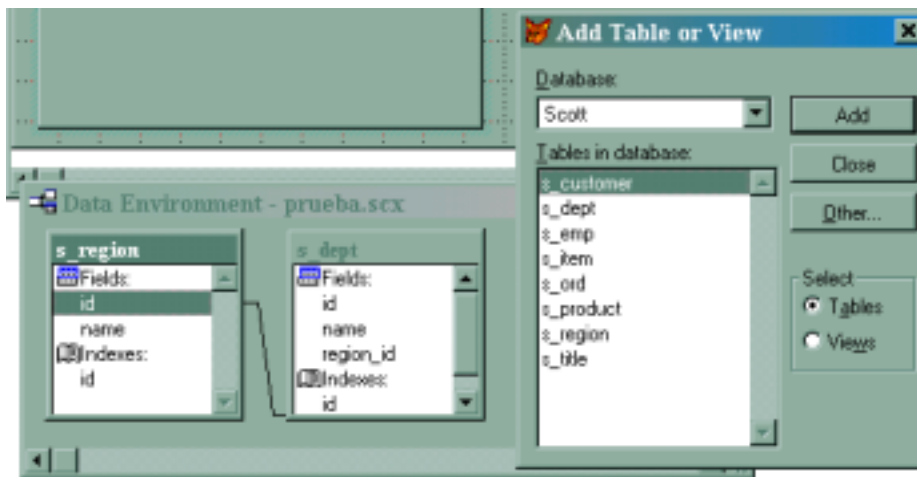 Add Table or View
Database:
Scott
Add
Tables in database:
Close
s_customer
s_dept
Other...
s_emp
s_item
s_ord
Select
s_product
Tables
s_region
Views
s_title
Data Environment - prueba.scx
s_region
Fields:
id
name
Indexes:
id
s_dept
Fields:
id
name
region_id
Indexes:
id